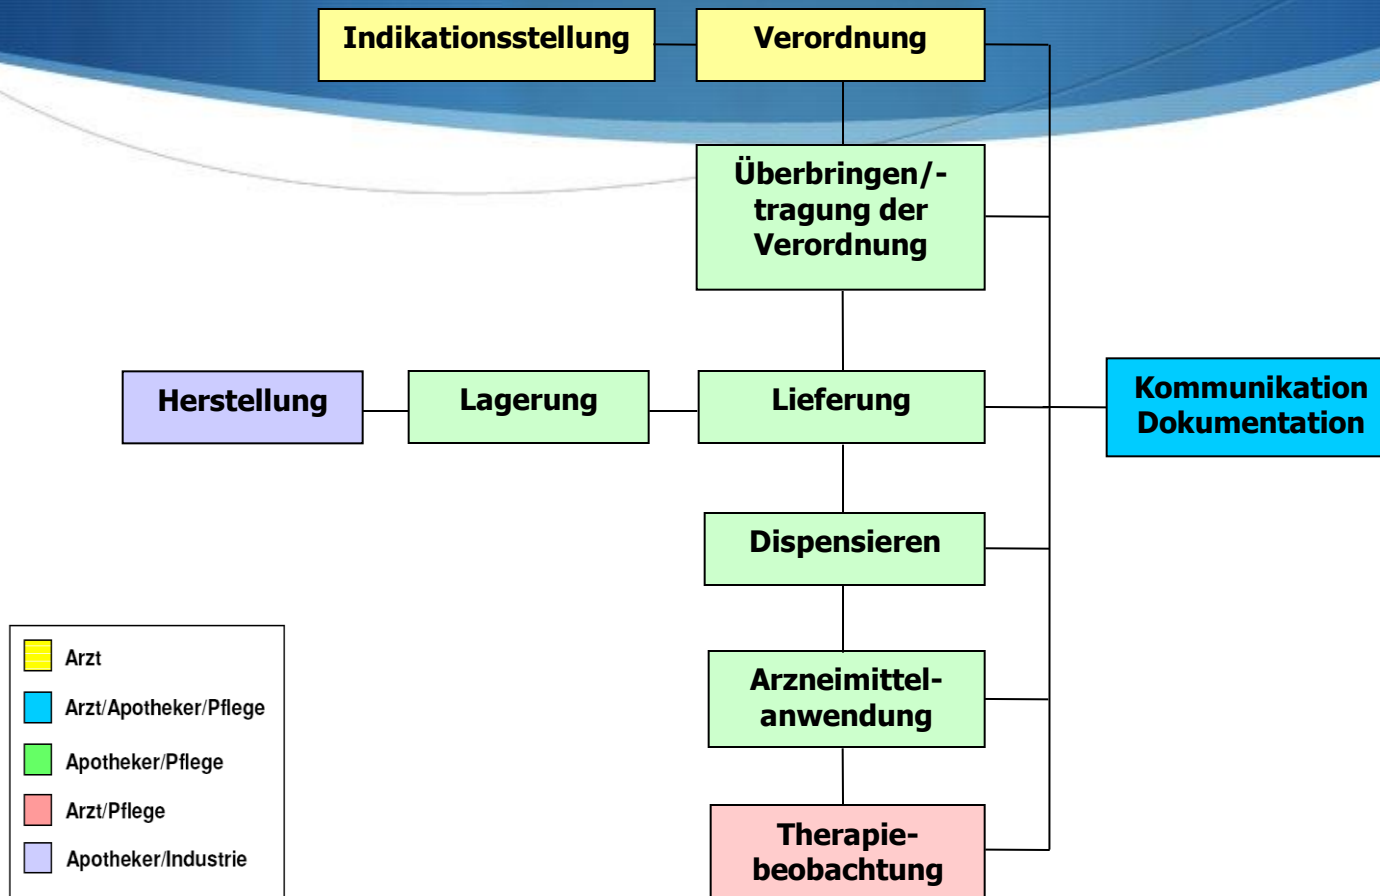 Indikationsstellung
Verordnung
Überbringen/-
tragung der
Verordnung
Herstellung
Lagerung
Lieferung
Kommunikation
Dokumentation
Dispensieren
Arzneimittel-
anwendung
Therapie-
beobachtung
Arzt
Arzt/Apotheker/Pflege
Apotheker/Pflege
Arzt/Pflege
Apotheker/Industrie